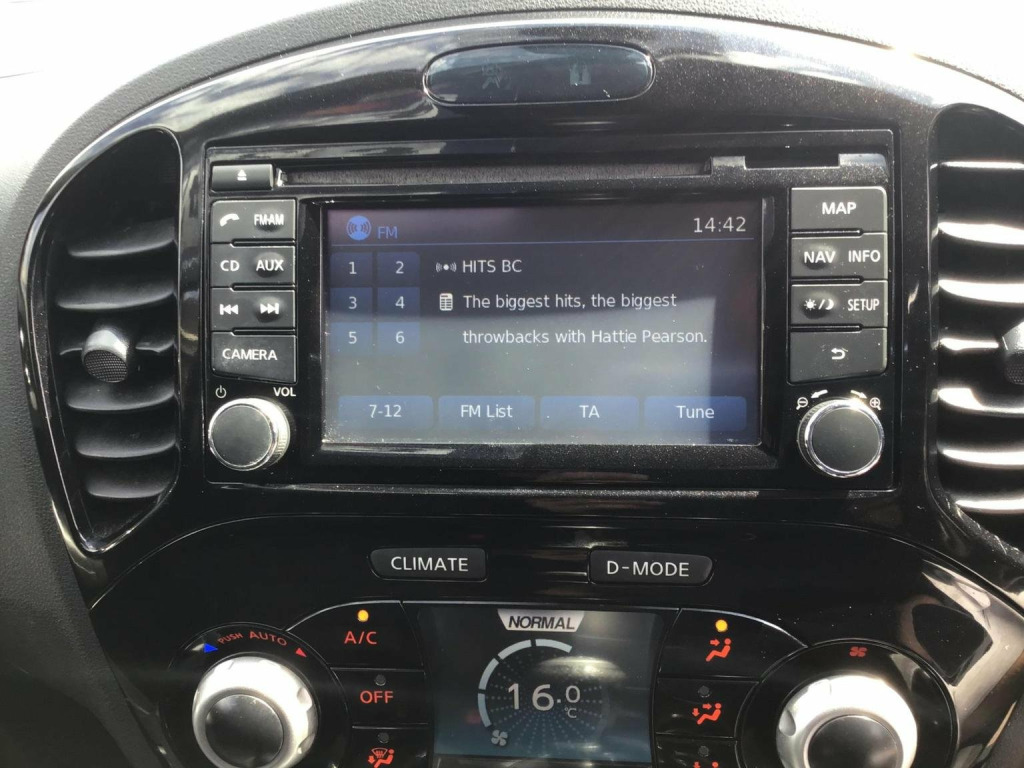 FM-AM
CD AUX
CAMERA
VOL
FM
14:42
1 2
HITS BC
3 4
The biggest hits, the biggest
5 6
throwbacks with Hattie Pearson.
7-12 FM List TA Tune
MAP
NAV INFO
SETUP
CLIMATE
D-MODE
PUSH AUTO
A/C
OFF
NORMAL
16.0
°C